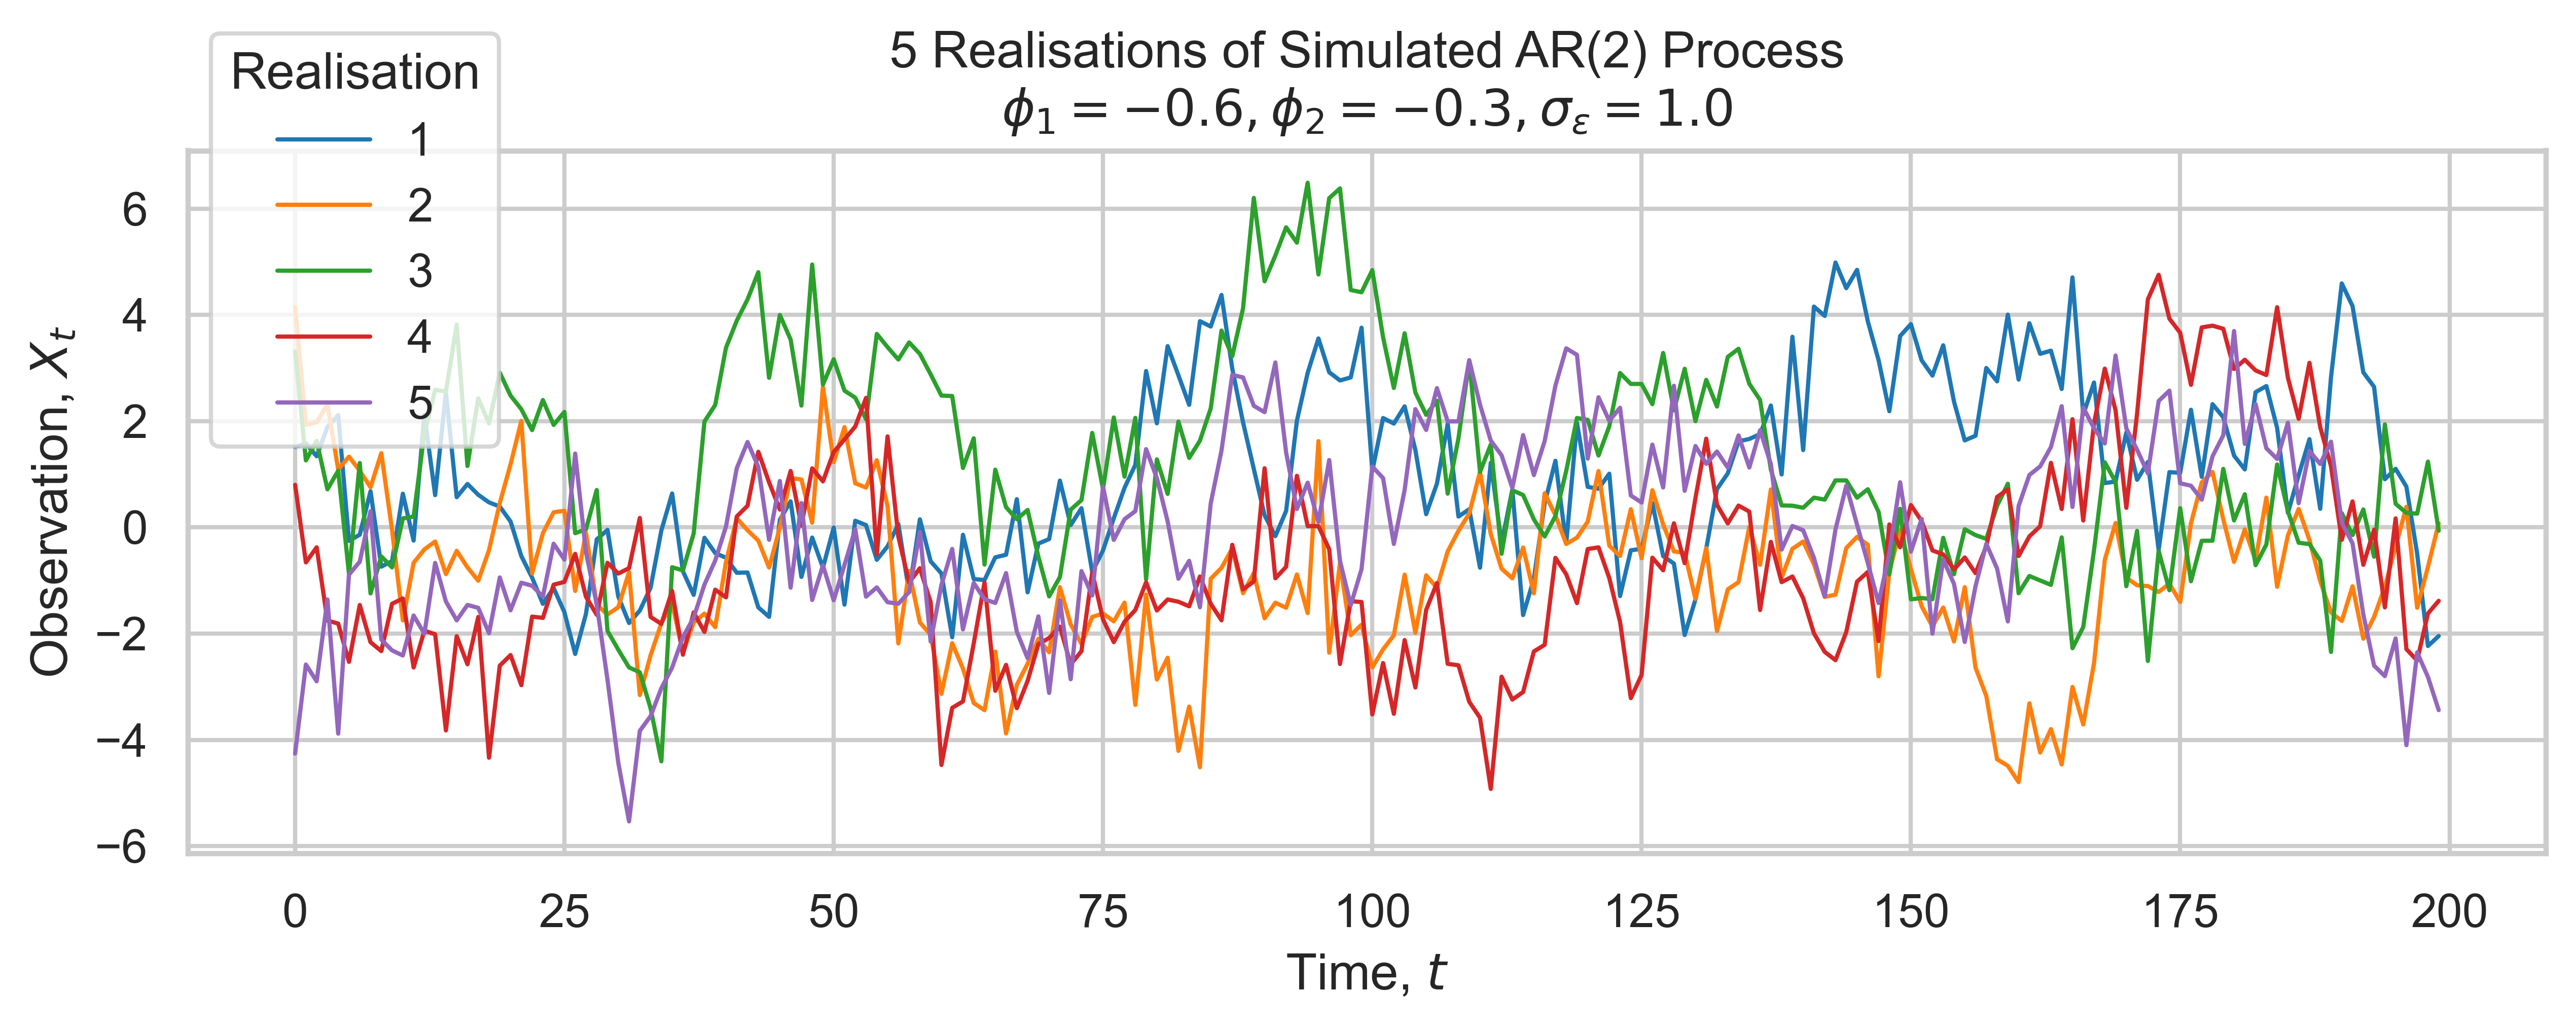 5 Realisations of Simulated AR(2) Process
ϕ₁ = −0.6, ϕ₂ = −0.3, σ_ε = 1.0
Realisation
1
2
3
4
5
Observation, X_t
6
4
2
0
−2
−4
−6
0 25 50 75 100 125 150 175 200
Time, t